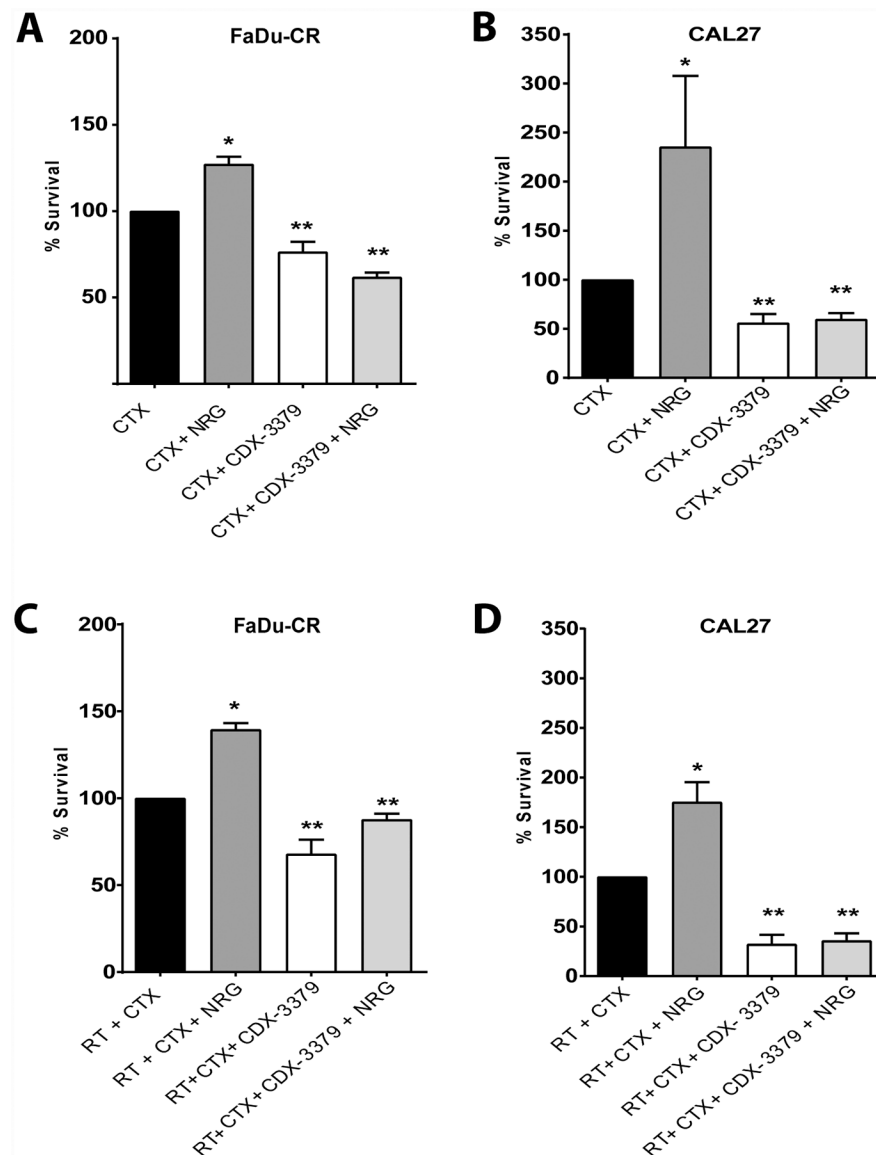 A
FaDu-CR
% Survival
200
150
100
50
*
**
**
CTX
CTX + NRG
CTX + CDX-3379
CTX + CDX-3379 + NRG
B
CAL27
% Survival
350
300
250
200
150
100
50
0
*
**
**
CTX
CTX + NRG
CTX + CDX-3379
CTX + CDX-3379 + NRG
C
FaDu-CR
% Survival
200
150
100
50
0
*
**
**
RT + CTX
RT + CTX + NRG
RT+ CTX + CDX-3379
RT+ CTX + CDX-3379 + NRG
D
CAL27
% Survival
350
300
250
200
150
100
50
0
*
**
**
RT + CTX
RT+ CTX + NRG
RT+ CTX + CDX- 3379
RT+ CTX + CDX-3379 + NRG